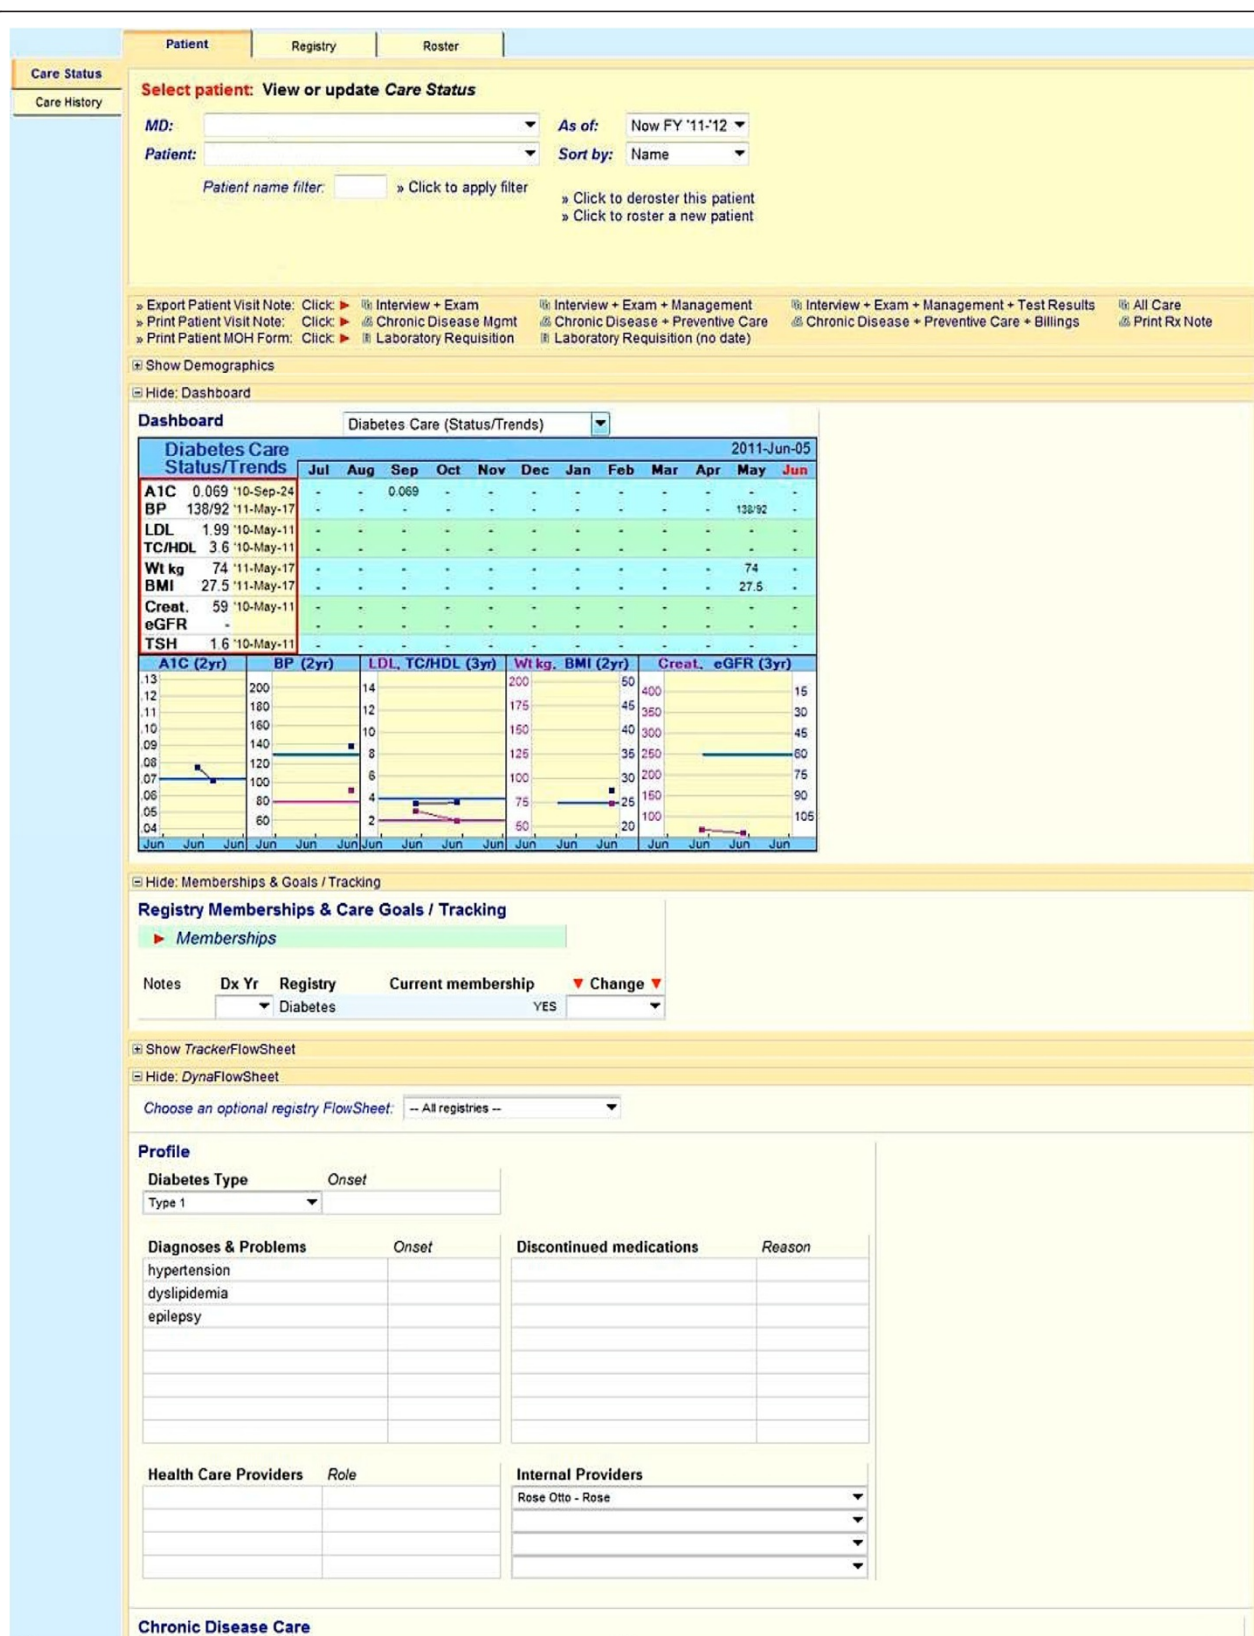 Patient Registry Roster
Care Status
Care History
Select patient: View or update Care Status
MD: As of: Now FY '11-'12
Patient: Sort by: Name
Patient name filter: » Click to apply filter
» Click to deroster this patient
» Click to roster a new patient
» Export Patient Visit Note: Click: Interview + Exam Interview + Exam + Management Interview + Exam + Management + Test Results All Care
» Print Patient Visit Note: Click: Chronic Disease Mgmt Chronic Disease + Preventive Care Chronic Disease + Preventive Care + Billings Print Rx Note
» Print Patient MOH Form: Click: Laboratory Requisition Laboratory Requisition (no date)
Show Demographics
Hide: Dashboard
Dashboard Diabetes Care (Status/Trends)
Diabetes Care 2011-Jun-05
Status/Trends Jul Aug Sep Oct Nov Dec Jan Feb Mar Apr May Jun
A1C 0.069 '10-Sep-24 - - 0.069 - - - - - - - - -
BP 138/92 '11-May-17 - - - - - - - - - - 138/92 -
LDL 1.99 '10-May-11 - - - - - - - - - - - -
TC/HDL 3.6 '10-May-11 - - - - - - - - - - - -
Wt kg 74 '11-May-17 - - - - - - - - - - 74 -
BMI 27.5 '11-May-17 - - - - - - - - - - 27.5 -
Creat. 59 '10-May-11 - - - - - - - - - - - -
eGFR - - - - - - - - - - - - -
TSH 1.6 '10-May-11 - - - - - - - - - - - -
A1C (2yr) BP (2yr) LDL, TC/HDL (3yr) Wt kg, BMI (2yr) Creat, eGFR (3yr)
.13 200 14 200 50 400 15
.12 180 12 175 45 350 30
.11 160 10 150 40 300 45
.10 140 8 125 35 250 60
.09 120 6 100 30 200 75
.08 100 4 75 25 150 90
.07 80 2 50 20 100 105
.06 60
.05
.04
Jun Jun Jun Jun Jun Jun Jun Jun Jun Jun Jun Jun Jun Jun Jun Jun Jun
Hide: Memberships & Goals / Tracking
Registry Memberships & Care Goals / Tracking
Memberships
Notes Dx Yr Registry Current membership Change
Diabetes YES
Show TrackerFlowSheet
Hide: DynaFlowSheet
Choose an optional registry FlowSheet: -- All registries --
Profile
Diabetes Type Onset
Type 1
Diagnoses & Problems Onset Discontinued medications Reason
hypertension
dyslipidemia
epilepsy
Health Care Providers Role Internal Providers
Rose Otto - Rose
Chronic Disease Care